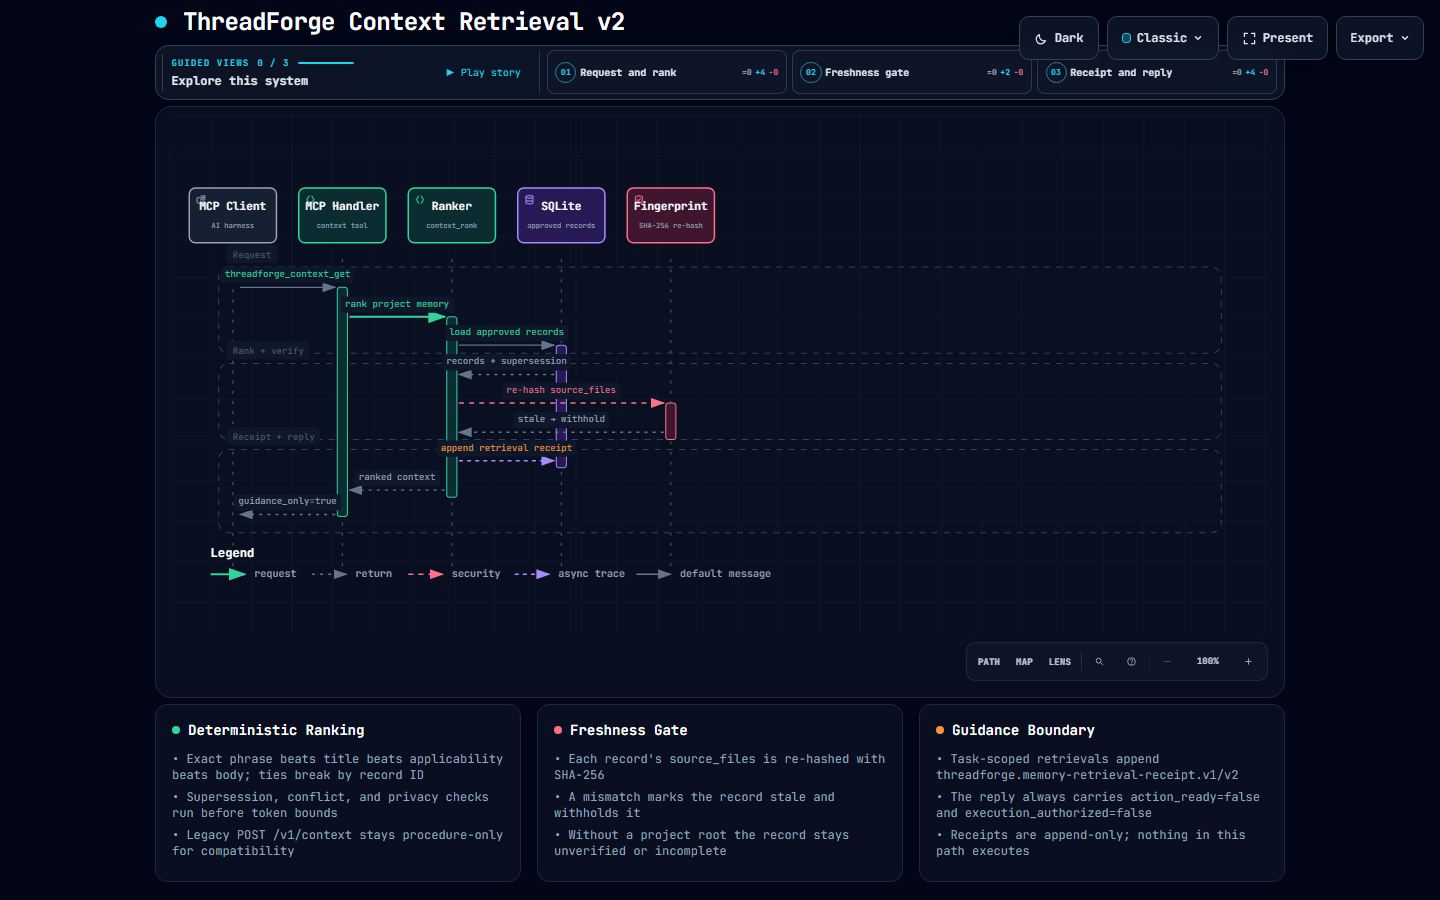 ThreadForge Context Retrieval v2
Dark
Classic
Present
Export
GUIDED VIEWS 0 / 3
Explore this system
▶ Play story
01 Request and rank =0 +4 -0
02 Freshness gate =0 +2 -0
03 Receipt and reply =0 +4 -0
MCP Client
AI harness
MCP Handler
context tool
Ranker
context_rank
SQLite
approved records
Fingerprint
SHA-256 re-hash
Request
threadforge_context_get
rank project memory
load approved records
Rank + verify
records + supersession
re-hash source_files
stale → withhold
Receipt + reply
append retrieval receipt
ranked context
guidance_only=true
Legend
request
return
security
async trace
default message
PATH
MAP
LENS
− 100% +
Deterministic Ranking
• Exact phrase beats title beats applicability
beats body; ties break by record ID
• Supersession, conflict, and privacy checks
run before token bounds
• Legacy POST /v1/context stays procedure-only
for compatibility
Freshness Gate
• Each record's source_files is re-hashed with
SHA-256
• A mismatch marks the record stale and
withholds it
• Without a project root the record stays
unverified or incomplete
Guidance Boundary
• Task-scoped retrievals append
threadforge.memory-retrieval-receipt.v1/v2
• The reply always carries action_ready=false
and execution_authorized=false
• Receipts are append-only; nothing in this
path executes